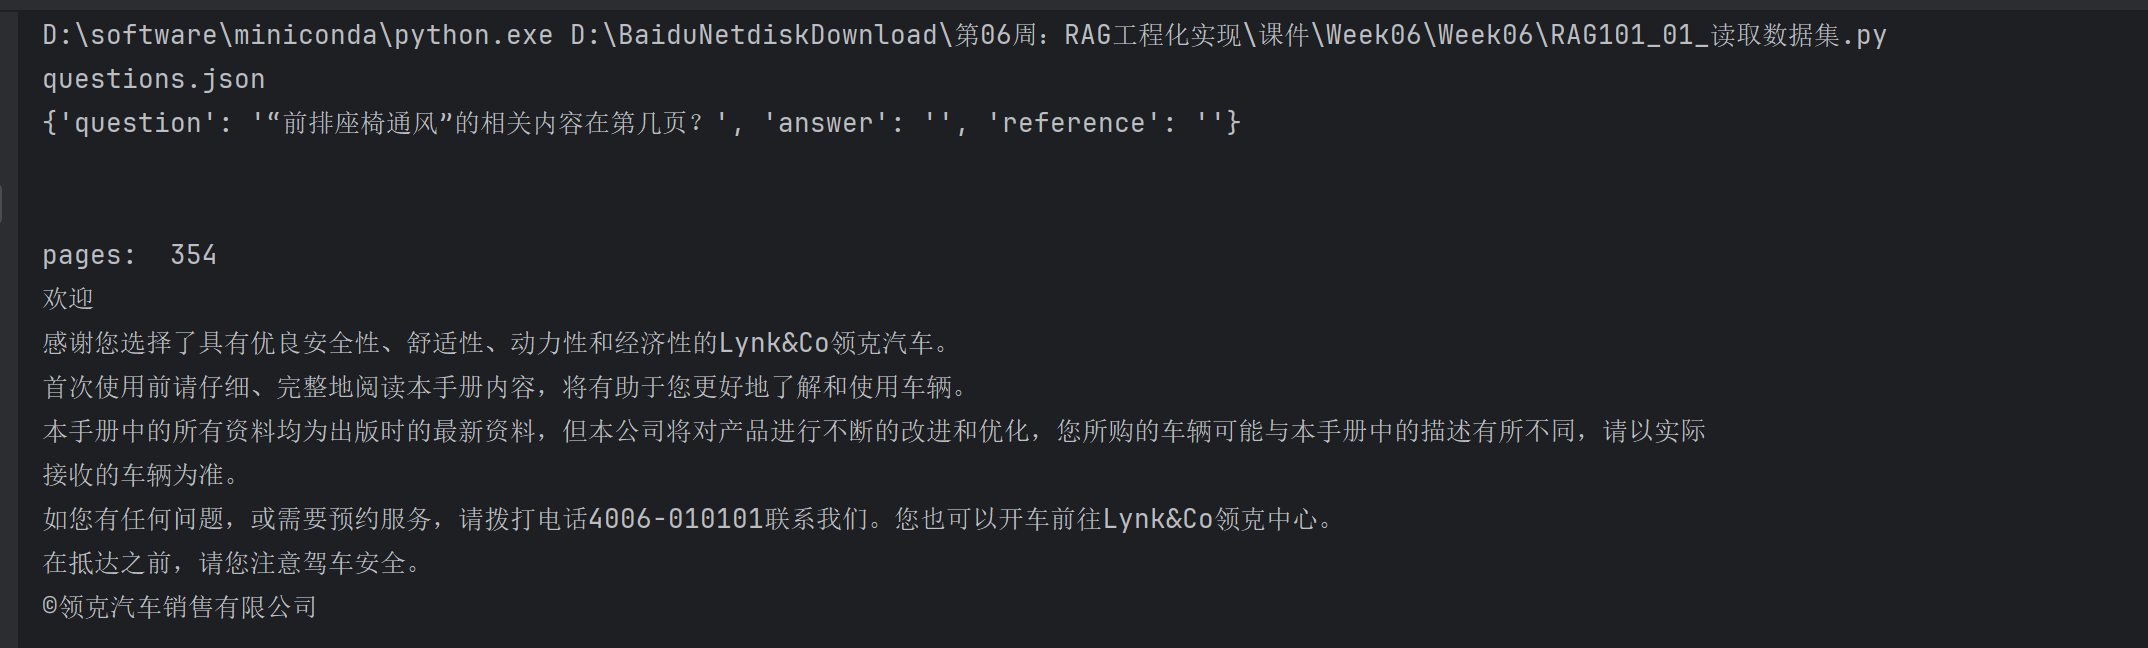 D:\software\miniconda\python.exe D:\BaiduNetdiskDownload\第06周：RAG工程化实现\课件\Week06\Week06\RAG101_01_读取数据集.py
questions.json
{'question': '“前排座椅通风”的相关内容在第几页？', 'answer': '', 'reference': ''}
pages:  354
欢迎
感谢您选择了具有优良安全性、舒适性、动力性和经济性的Lynk&Co领克汽车。
首次使用前请仔细、完整地阅读本手册内容，将有助于您更好地了解和使用车辆。
本手册中的所有资料均为出版时的最新资料，但本公司将对产品进行不断的改进和优化，您所购的车辆可能与本手册中的描述有所不同，请以实际
接收的车辆为准。
如您有任何问题，或需要预约服务，请拨打电话4006-010101联系我们。您也可以开车前往Lynk&Co领克中心。
在抵达之前，请您注意驾车安全。
©领克汽车销售有限公司